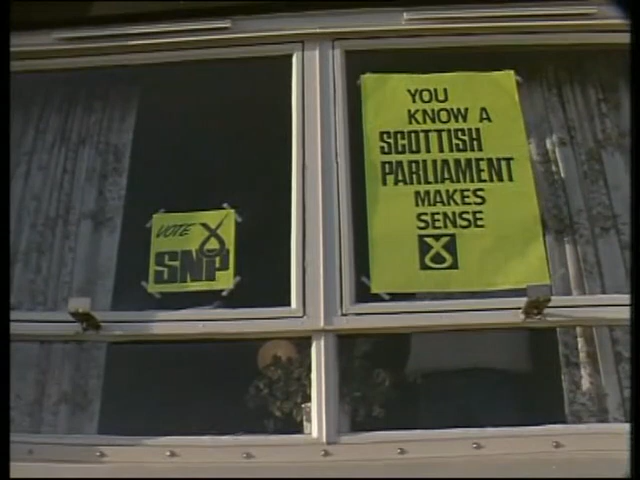 VOTE
SNP
YOU
KNOW A
SCOTTISH
PARLIAMENT
MAKES
SENSE